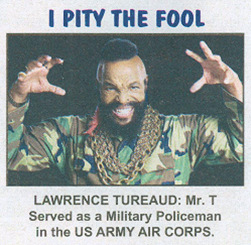 I PITY THE FOOL
LAWRENCE TUREAUD: Mr. T
Served as a Military Policeman
in the US ARMY AIR CORPS.